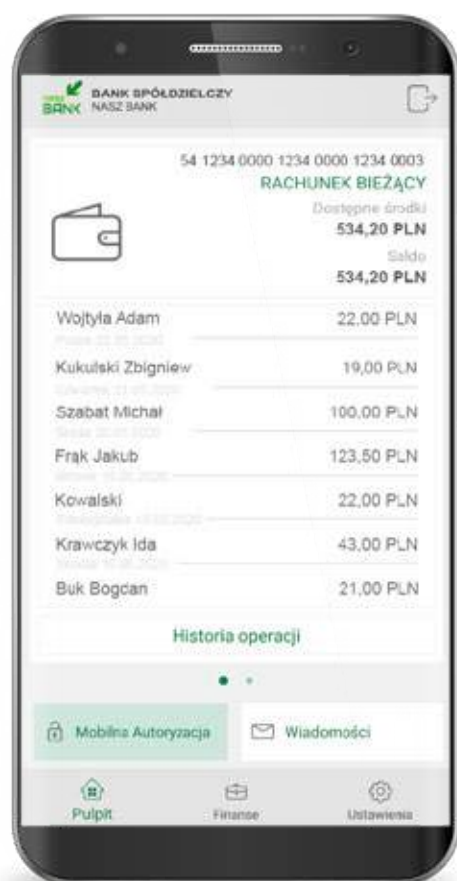 BANK SPÓŁDZIELCZY
BANK NASZ BANK
54 1234 0000 1234 0000 1234 0003
RACHUNEK BIEŻĄCY
Dostępne środki
534,20 PLN
Saldo
534,20 PLN
Wojtyła Adam 22,00 PLN
Kukulski Zbigniew 19,00 PLN
Szabat Michał 100,00 PLN
Frąk Jakub 123,50 PLN
Kowalski 22,00 PLN
Krawczyk Ida 43,00 PLN
Buk Bogdan 21,00 PLN
Historia operacji
Mobilna Autoryzacja Wiadomości
Pulpit Finanse Ustawienia